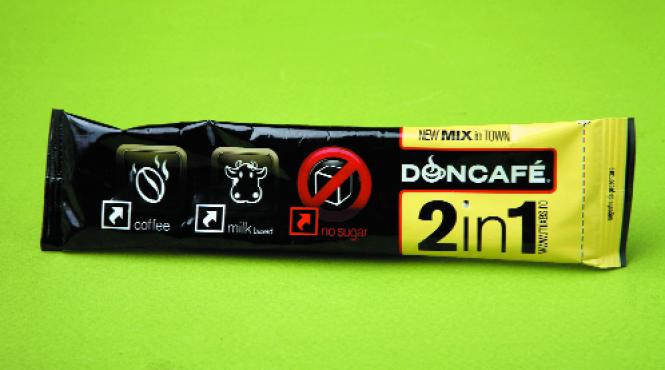 coffee
milk based
no sugar
NEW MIX in TOWN
DONCAFÉ®
2in1